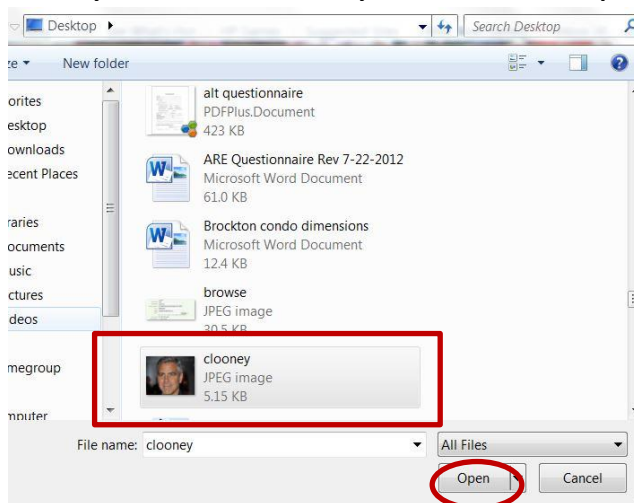 Desktop
Search Desktop
ze
New folder
orites
esktop
ownloads
ecent Places
raries
ocuments
usic
ctures
deos
megroup
mputer
alt questionnaire
PDFPlus.Document
423 KB
ARE Questionnaire Rev 7-22-2012
Microsoft Word Document
61.0 KB
Brockton condo dimensions
Microsoft Word Document
12.4 KB
browse
JPEG image
30.5 KB
clooney
JPEG image
5.15 KB
File name: clooney
All Files
Open
Cancel